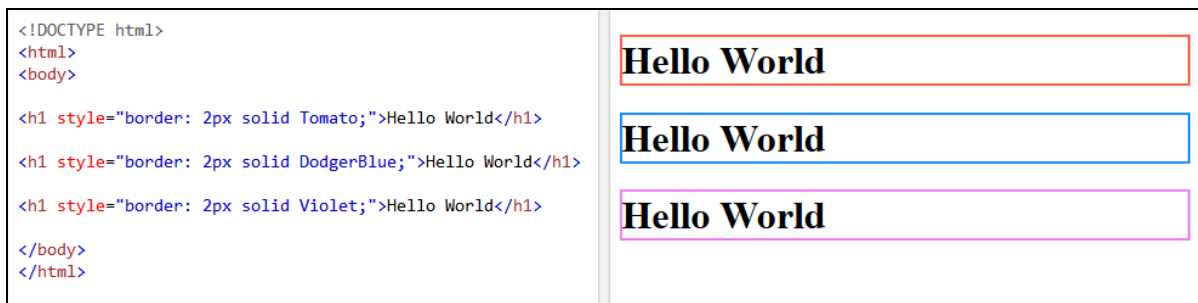 <!DOCTYPE html>
<html>
<body>
<h1 style="border: 2px solid Tomato;">Hello World</h1>
<h1 style="border: 2px solid DodgerBlue;">Hello World</h1>
<h1 style="border: 2px solid Violet;">Hello World</h1>
</body>
</html>
Hello World
Hello World
Hello World